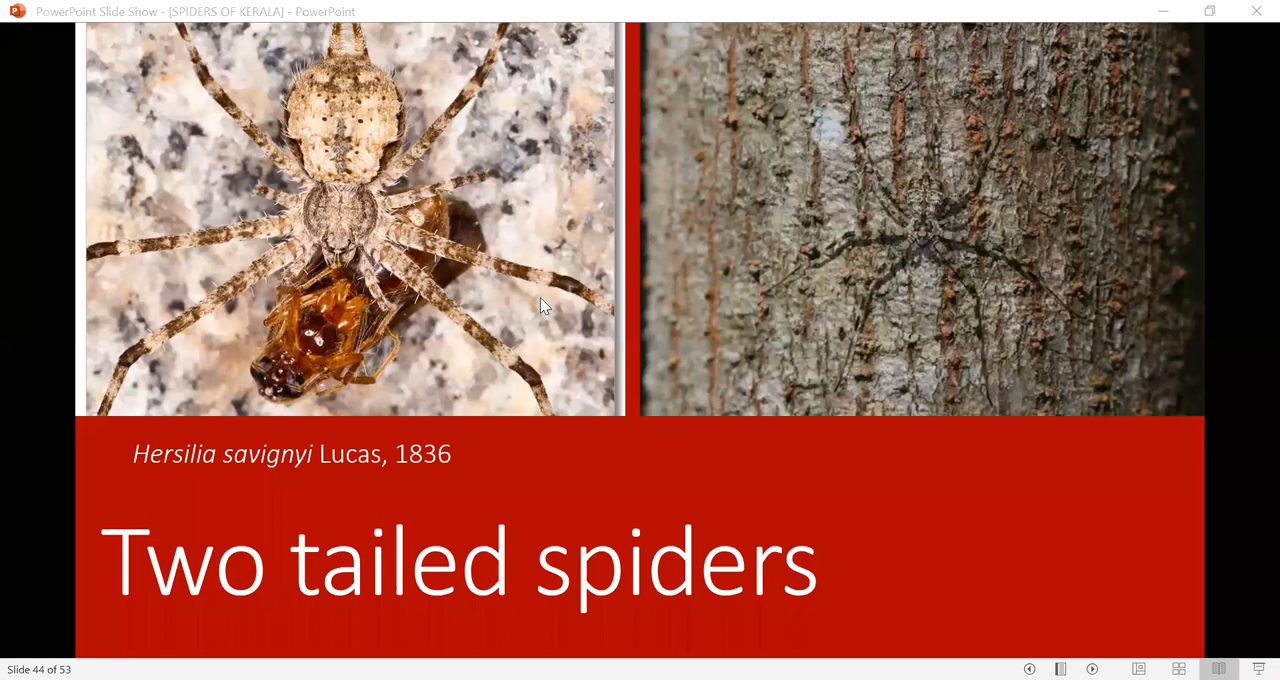 PowerPoint Slide Show - [SPIDERS OF KERALA] - PowerPoint
Hersilia savignyi Lucas, 1836
Two tailed spiders
Slide 44 of 53